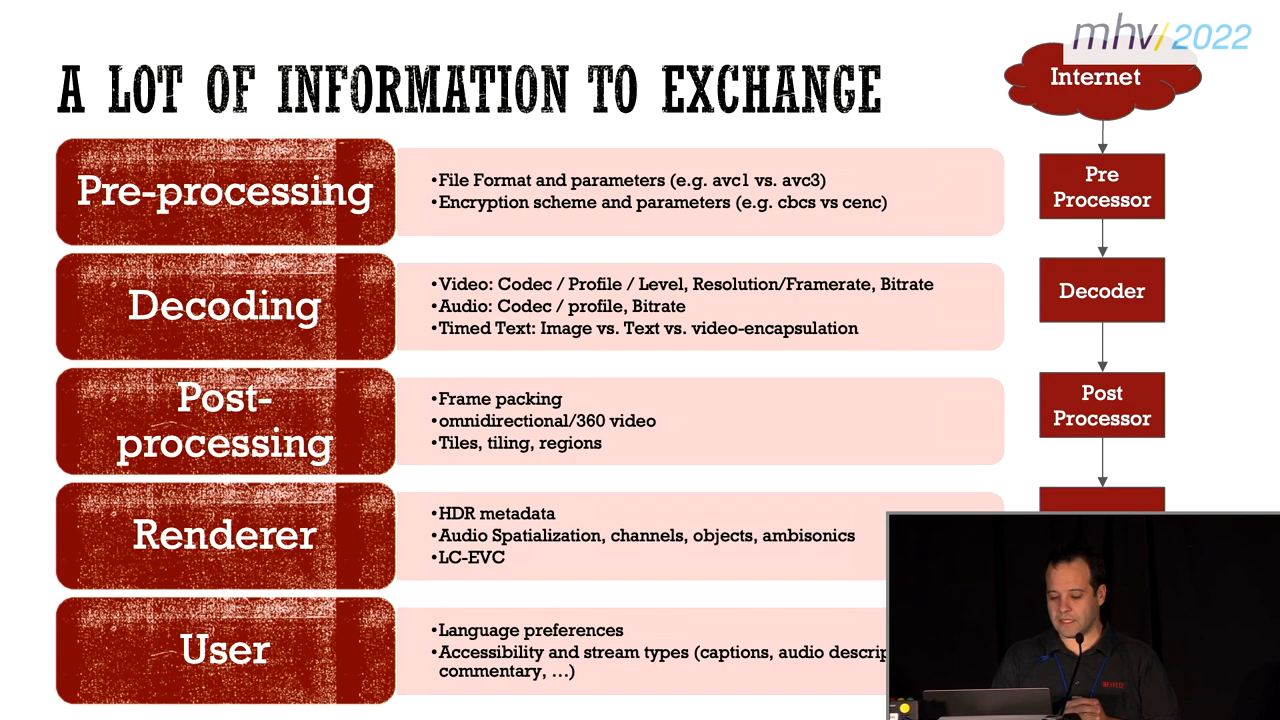 mhv/2022
A LOT OF INFORMATION TO EXCHANGE
Internet
Pre-processing
•File Format and parameters (e.g. avc1 vs. avc3)
•Encryption scheme and parameters (e.g. cbcs vs cenc)
Pre
Processor
Decoding
•Video: Codec / Profile / Level, Resolution/Framerate, Bitrate
•Audio: Codec / profile, Bitrate
•Timed Text: Image vs. Text vs. video-encapsulation
Decoder
Post-
processing
•Frame packing
•omnidirectional/360 video
•Tiles, tiling, regions
Post
Processor
Renderer
•HDR metadata
•Audio Spatialization, channels, objects, ambisonics
•LC-EVC
User
•Language preferences
•Accessibility and stream types (captions, audio descrip
commentary, ...)
NETFLIX